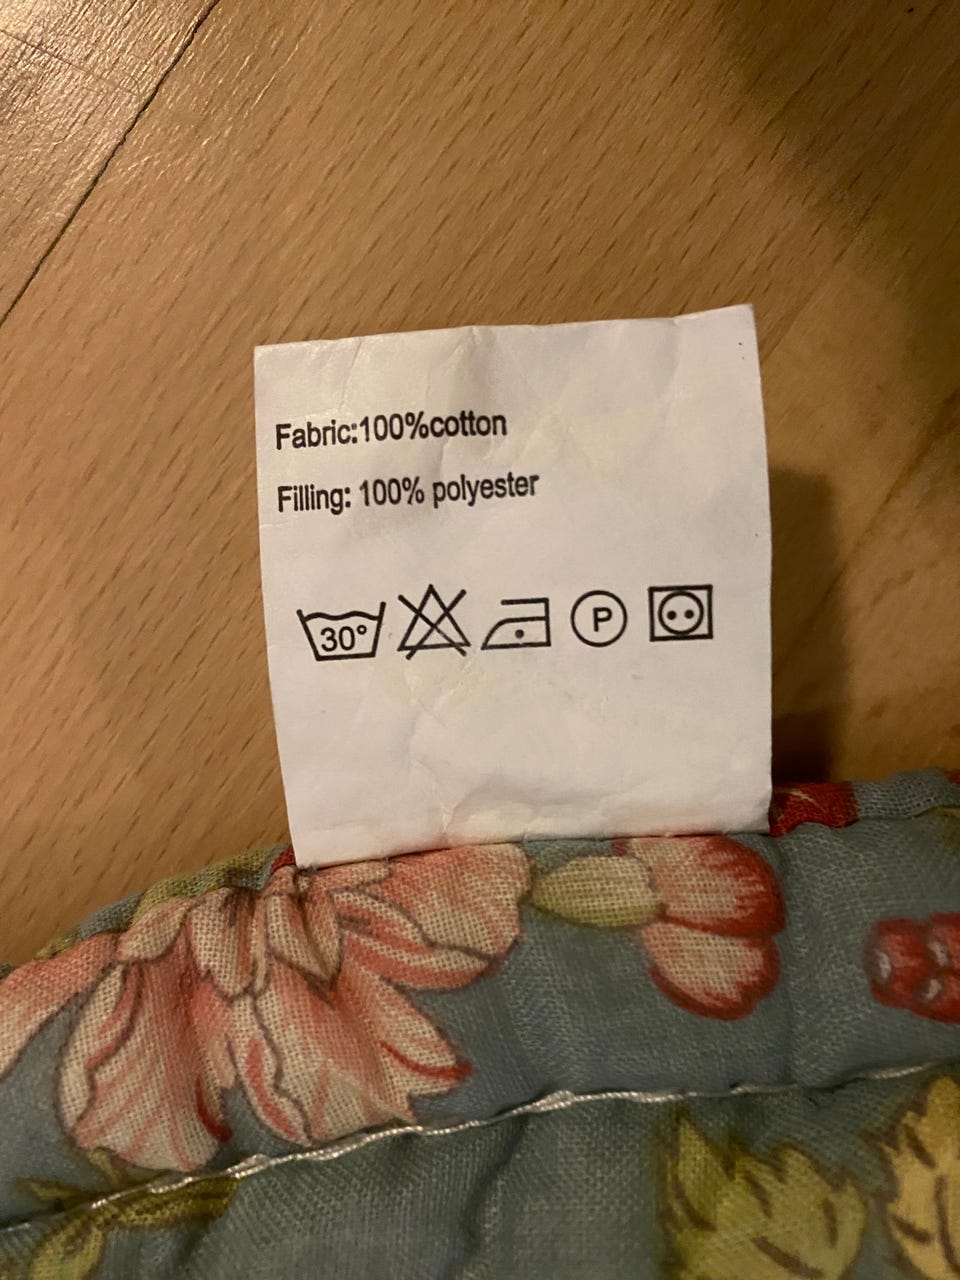 Fabric:100%cotton
Filling: 100% polyester
30° P